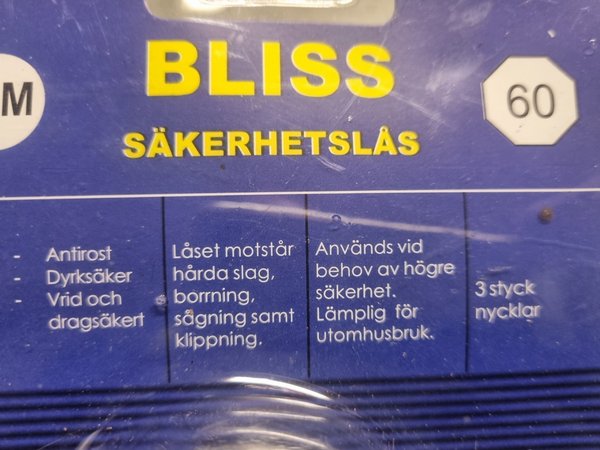 BLISS
M
60
SÄKERHETSLÅS
- Antirost
- Dyrksäker
- Vrid och
dragsäkert
Låset motstår
hårda slag,
borrning,
sågning samt
klippning.
Används vid
behov av högre
säkerhet.
Lämplig för
utomhusbruk.
3 styck
nycklar